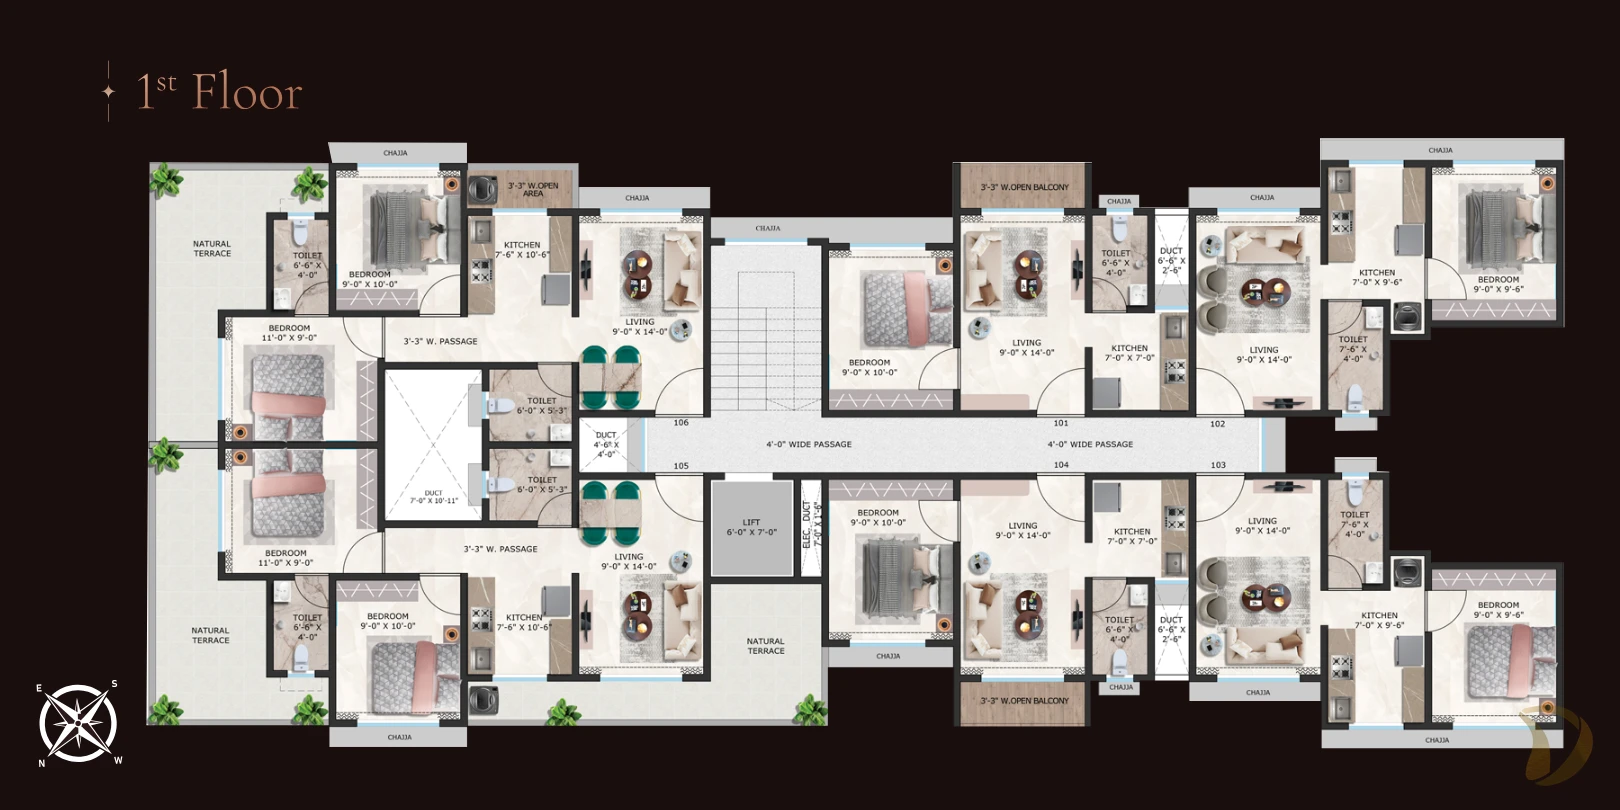 1st Floor
CHAJJA
3'-3" W.OPEN
AREA
CHAJJA
CHAJJA
NATURAL
TERRACE
TOILET
6'-6" X
4'-0"
BEDROOM
9'-0" X 10'-0"
KITCHEN
7'-6" X 10'-6"
LIVING
9'-0" X 14'-0"
BEDROOM
11'-0" X 9'-0"
3'-3" W. PASSAGE
TOILET
6'-0" X 5'-3"
106
3'-3" W.OPEN BALCONY
CHAJJA
BEDROOM
9'-0" X 10'-0"
LIVING
9'-0" X 14'-0"
TOILET
6'-6" X
4'-0"
DUCT
6'-6" X
2'-6"
KITCHEN
7'-0" X 7'-0"
101
CHAJJA
CHAJJA
KITCHEN
7'-0" X 9'-6"
BEDROOM
9'-0" X 9'-6"
LIVING
9'-0" X 14'-0"
TOILET
7'-6" X
4'-0"
102
DUCT
4'-6" X
4'-0"
4'-0" WIDE PASSAGE
4'-0" WIDE PASSAGE
DUCT
7'-0" X 10'-11"
TOILET
6'-0" X 5'-3"
105
BEDROOM
11'-0" X 9'-0"
3'-3" W. PASSAGE
LIVING
9'-0" X 14'-0"
NATURAL
TERRACE
TOILET
6'-6" X
4'-0"
BEDROOM
9'-0" X 10'-0"
KITCHEN
7'-6" X 10'-6"
CHAJJA
LIFT
6'-0" X 7'-0"
ELEC. DUCT
7'-0" X 1'-6"
NATURAL
TERRACE
104
BEDROOM
9'-0" X 10'-0"
LIVING
9'-0" X 14'-0"
KITCHEN
7'-0" X 7'-0"
TOILET
6'-6" X
4'-0"
DUCT
6'-6" X
2'-6"
CHAJJA
CHAJJA
3'-3" W.OPEN BALCONY
103
LIVING
9'-0" X 14'-0"
TOILET
7'-6" X
4'-0"
KITCHEN
7'-0" X 9'-6"
BEDROOM
9'-0" X 9'-6"
CHAJJA
CHAJJA
E
S
N
W